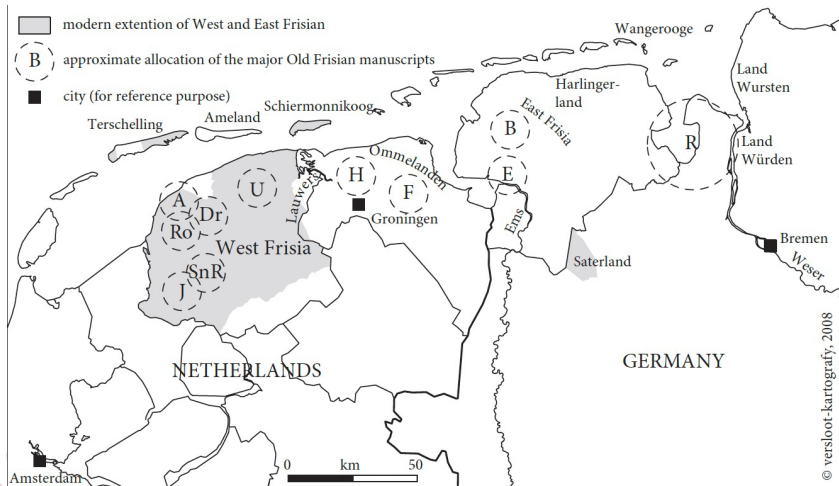 modern extention of West and East Frisian
B approximate allocation of the major Old Frisian manuscripts
city (for reference purpose)
Wangerooge
Land
Wursten
Harlinger-
land
Schiermonnikoog
Ameland
Terschelling
East Frisia
B
Ommelanden
R
Land
Würden
A
U
H
E
F
Dr
Lauwers
Ro
Groningen
Ems
West Frisia
Bremen
Weser
SnR
Saterland
J
NETHERLANDS
GERMANY
0 km 50
Amsterdam
© versloot-kartografy, 2008